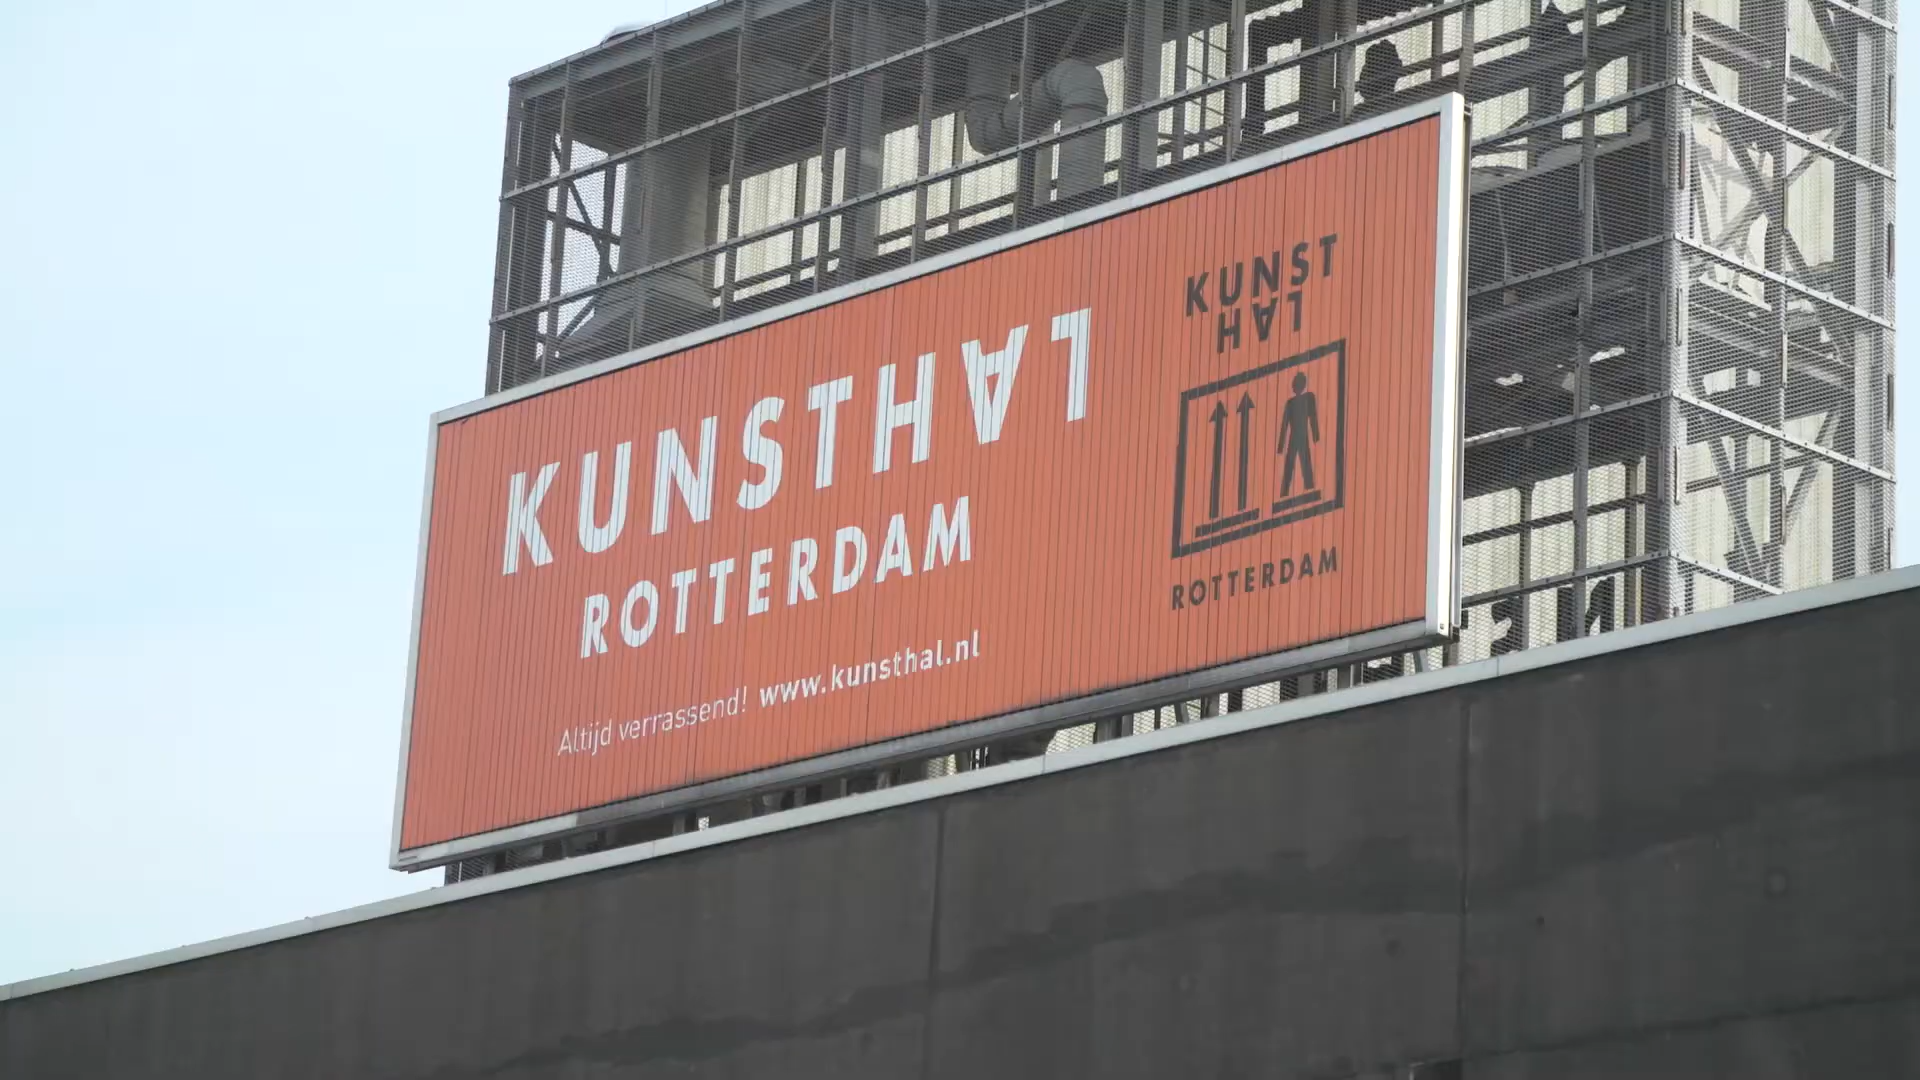 KUNSTHAL
ROTTERDAM
Altijd verrassend! www.kunsthal.nl
KUNST
HAL
ROTTERDAM